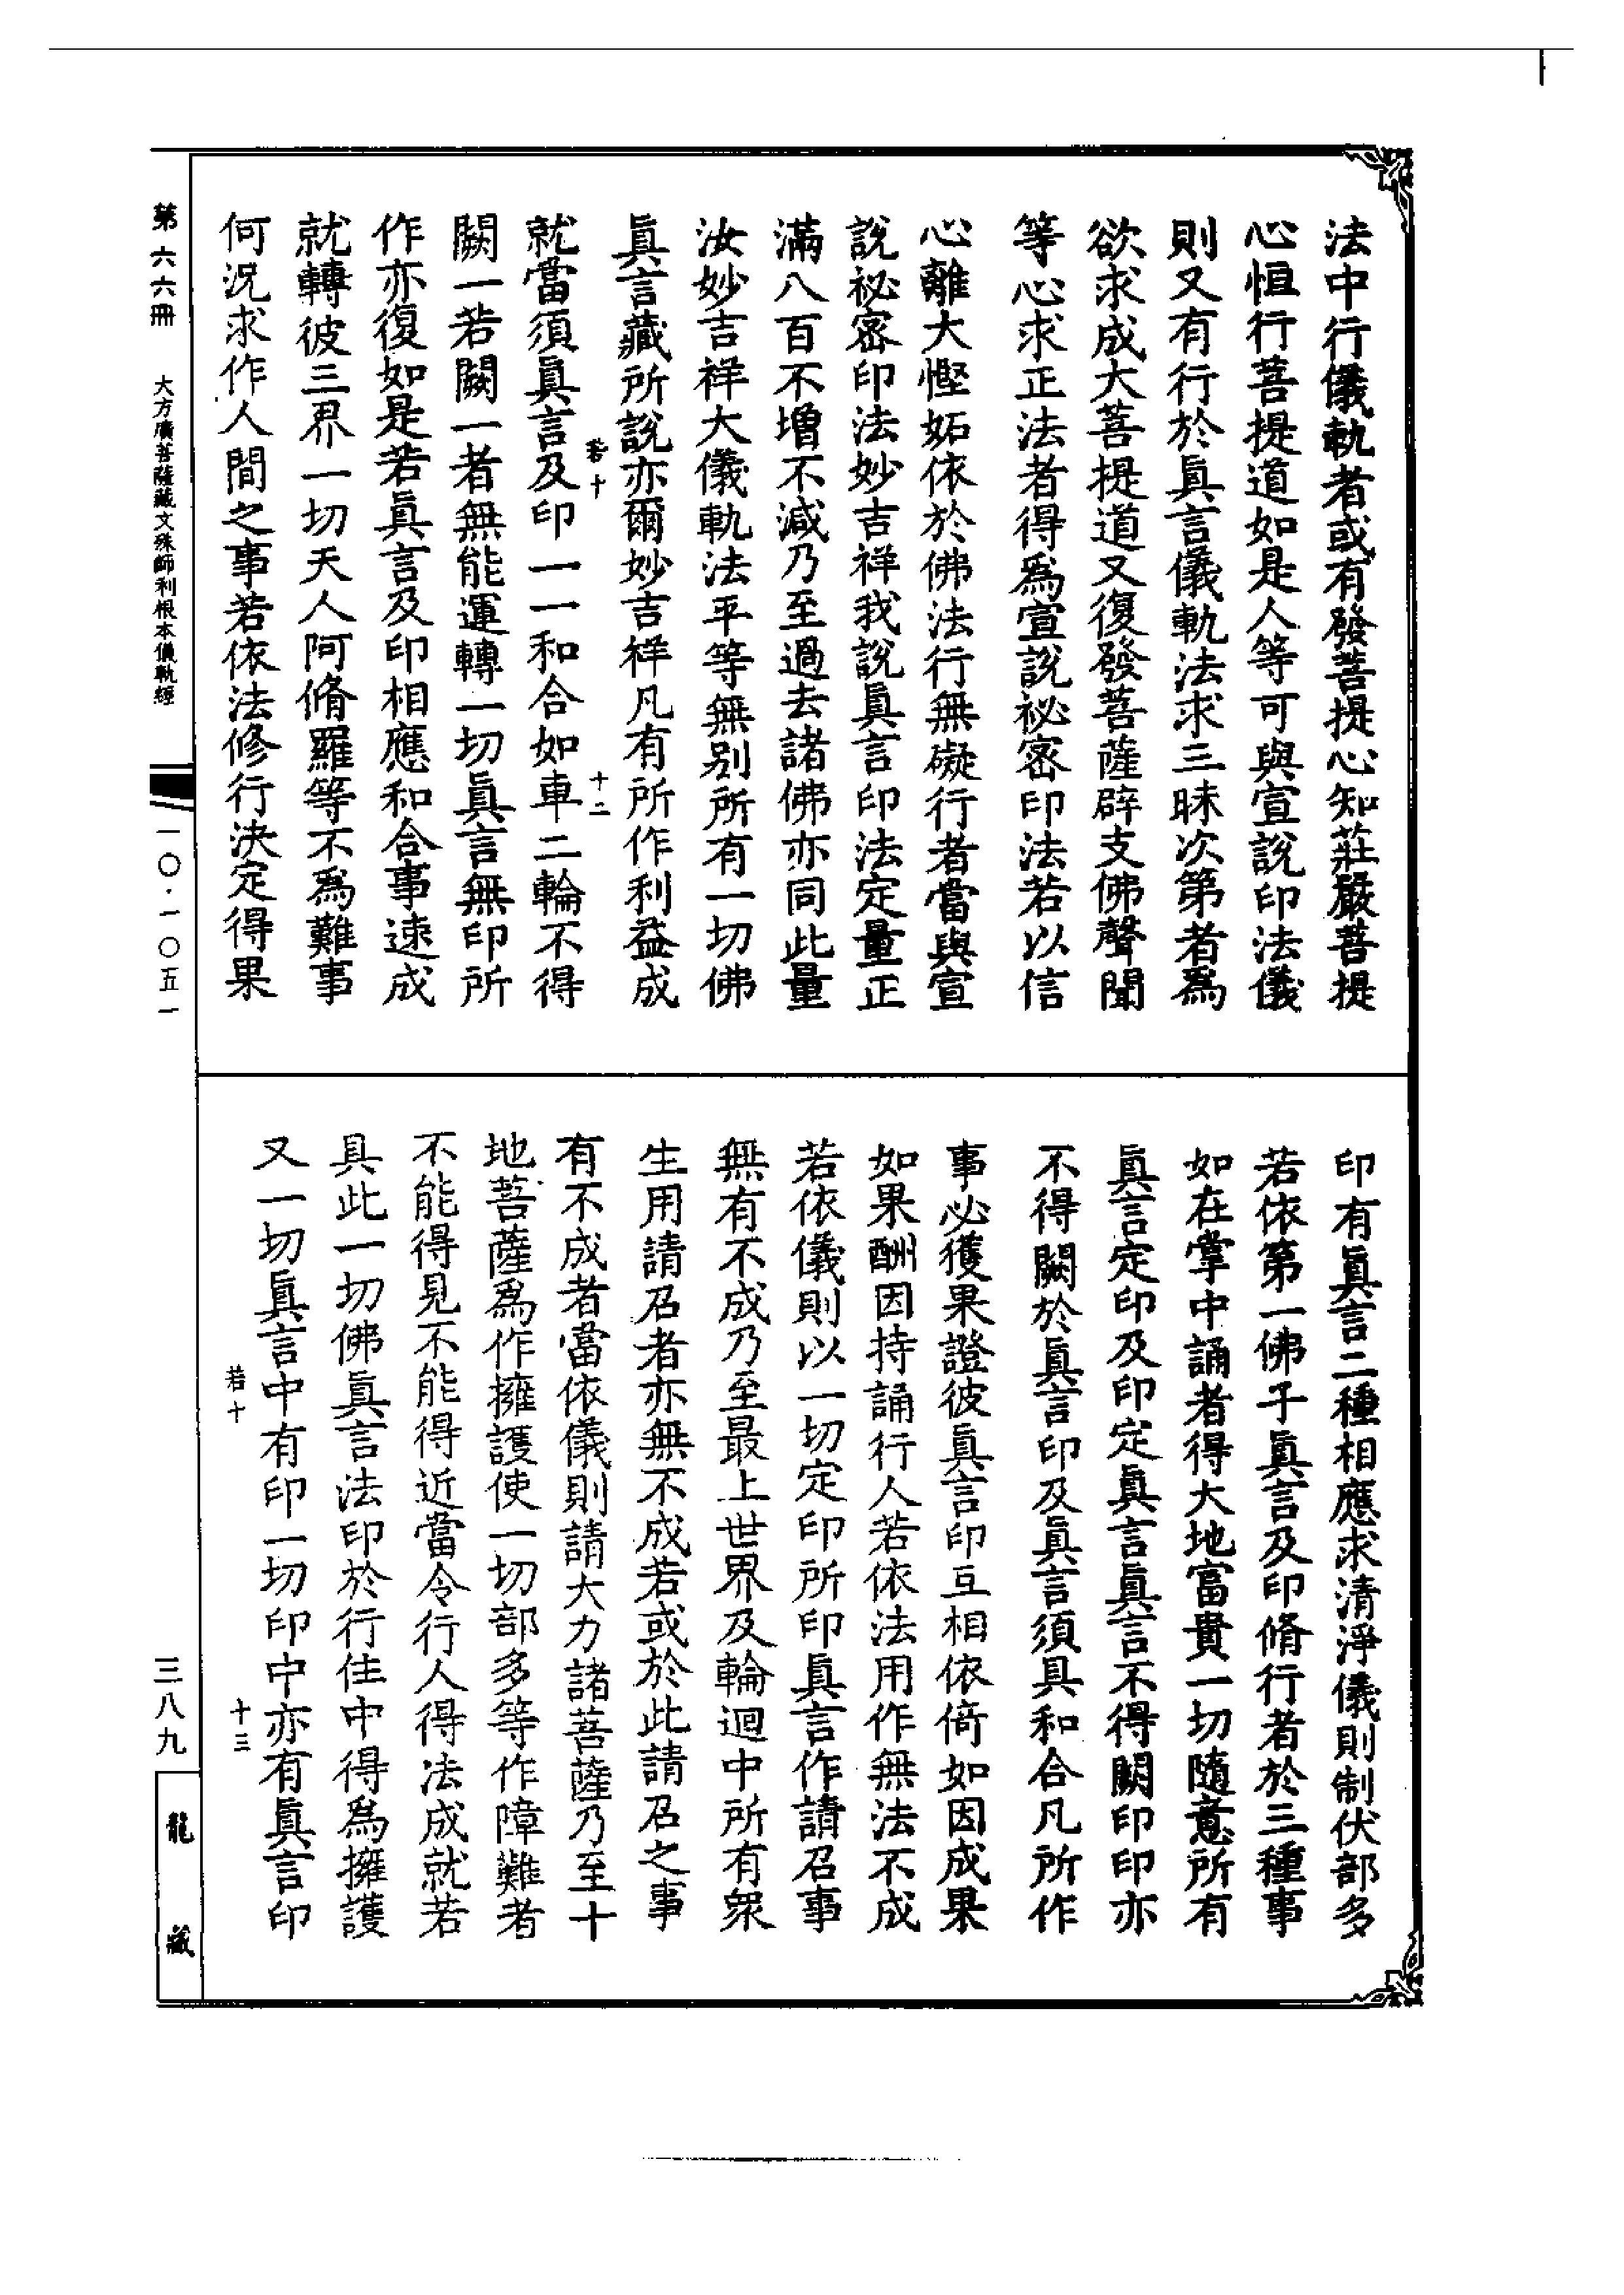 法中行儀軌者或有發菩提心知莊嚴菩提
心恒行菩提道如是人等可與宣說印法儀
則又有行於眞言儀軌法求三昧次第者爲
欲求成大菩提道又復發菩薩辟支佛聲聞
等心求正法者得爲宣說祕密印法若以信
心離大慳妬依於佛法行無礙行者當與宣
說祕密印法妙吉祥我說眞言印法定量正
滿八百不增不減乃至過去諸佛亦同此量
汝妙吉祥大儀軌法平等無別所有一切佛
眞言藏所說亦爾妙吉祥凡有所作利益成
若十 十二
就當須眞言及印一一和合如車二輪不得
闕一若闕一者無能運轉一切眞言無印所
作亦復如是若眞言及印相應和合事速成
就轉彼三界一切天人阿脩羅等不爲難事
何況求作人間之事若依法修行決定得果
印有眞言二種相應求清淨儀則制伏部多
若依第一佛子眞言及印脩行者於三種事
如在掌中誦者得大地富貴一切隨意所有
眞言定印及印定眞言眞言不得闕印印亦
不得闕於眞言印及眞言須具和合凡所作
事必獲果證彼眞言印互相依倚如因成果
如果酬因持誦行人若依法用作無法不成
若依儀則以一切定印所印眞言作請召事
無有不成乃至最上世界及輪迴中所有衆
生用請召者亦無不成若或於此請召之事
有不成者當依儀則請大力諸菩薩乃至十
地菩薩爲作擁護使一切部多等作障難者
不能得見不能得近當令行人得法成就若
具此一切佛眞言法印於行住中得爲擁護
又一切眞言中有印一切印中亦有眞言印
若十 十三
第六六冊 大方廣菩薩藏文殊師利根本儀軌經
一〇·一〇五一
三八九
龍藏